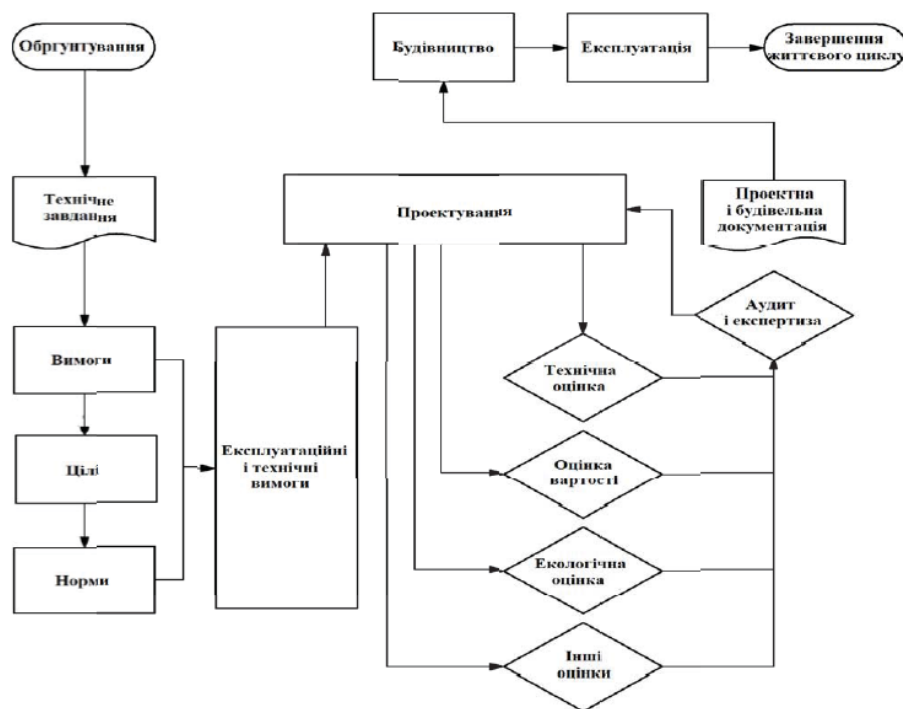 Обргунтування
Технічне
завдання
Вимоги
Цілі
Норми
Експлуатаційні
і технічні
вимоги
Проектування
Технічна
оцінка
Оцінка
вартості
Екологічна
оцінка
Інші
оцінки
Аудит
і експертиза
Проектна
і будівельна
документація
Будівництво
Експлуатація
Завершення
життєвого циклу